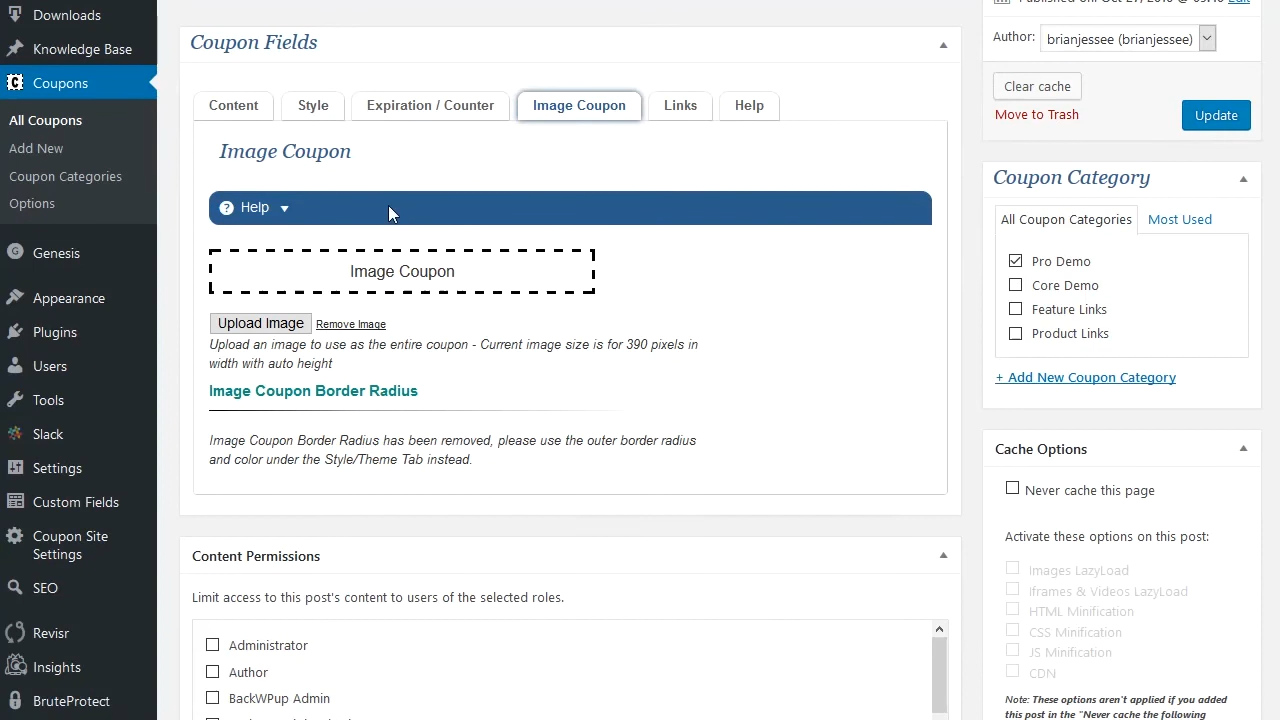 Downloads
Knowledge Base
Coupons
All Coupons
Add New
Coupon Categories
Options
Genesis
Appearance
Plugins
Users
Tools
Slack
Settings
Custom Fields
Coupon Site
Settings
SEO
Revisr
Insights
BruteProtect
Coupon Fields
Content
Style
Expiration / Counter
Image Coupon
Links
Help
Image Coupon
? Help
Image Coupon
Upload Image Remove Image
Upload an image to use as the entire coupon - Current image size is for 390 pixels in
width with auto height
Image Coupon Border Radius
Image Coupon Border Radius has been removed, please use the outer border radius
and color under the Style/Theme Tab instead.
Content Permissions
Limit access to this post's content to users of the selected roles.
Administrator
Author
BackWPup Admin
Author: brianjessee (brianjessee)
Clear cache
Move to Trash
Update
Coupon Category
All Coupon Categories
Most Used
Pro Demo
Core Demo
Feature Links
Product Links
+ Add New Coupon Category
Cache Options
Never cache this page
Activate these options on this post:
Images LazyLoad
Iframes & Videos LazyLoad
HTML Minification
CSS Minification
JS Minification
CDN
Note: These options aren't applied if you added
this post in the "Never cache the following